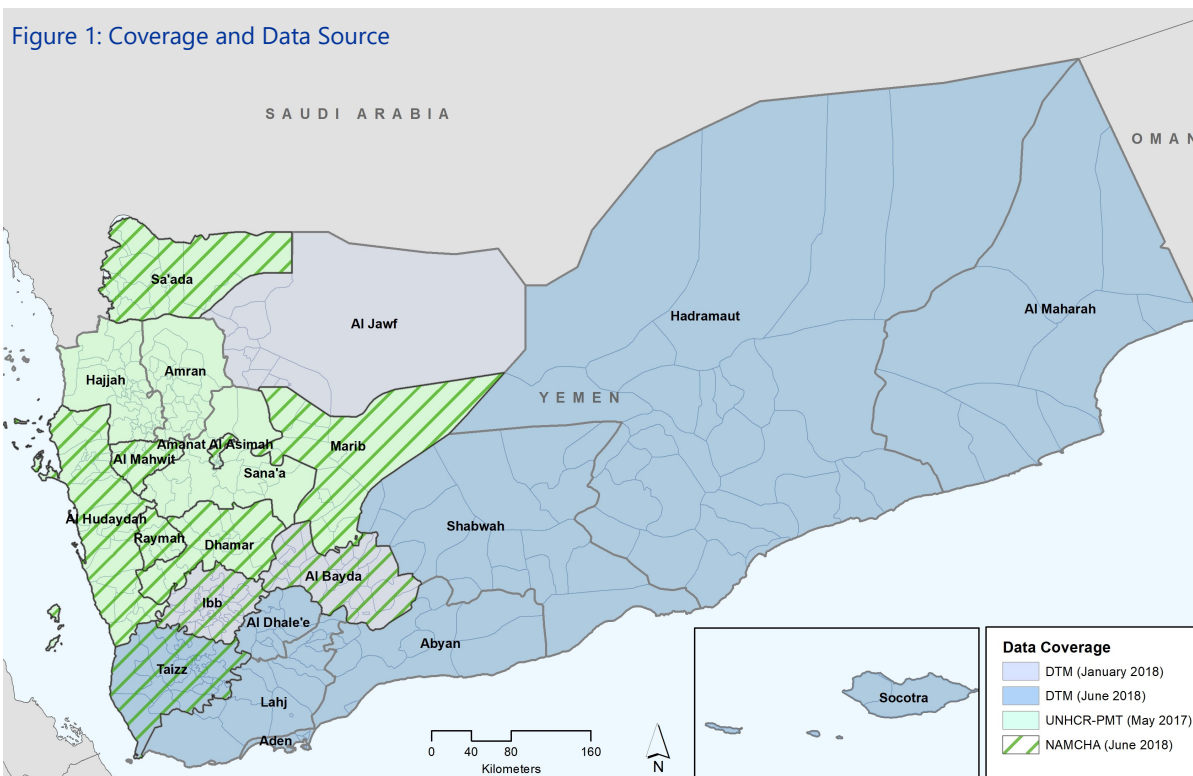 Figure 1: Coverage and Data Source
SAUDI ARABIA
OMAN
Sa'ada
Al Jawf
Hadramaut
Al Maharah
Hajjah
Amran
YEMEN
Amanat Al Asimah
Marib
Al Mahwit
Sana'a
Al Hudaydah
Shabwah
Raymah
Dhamar
Al Bayda
Ibb
Al Dhale'e
Abyan
Taizz
Lahj
Aden
Socotra
0 40 80 160
Kilometers
N
Data Coverage
DTM (January 2018)
DTM (June 2018)
UNHCR-PMT (May 2017)
NAMCHA (June 2018)